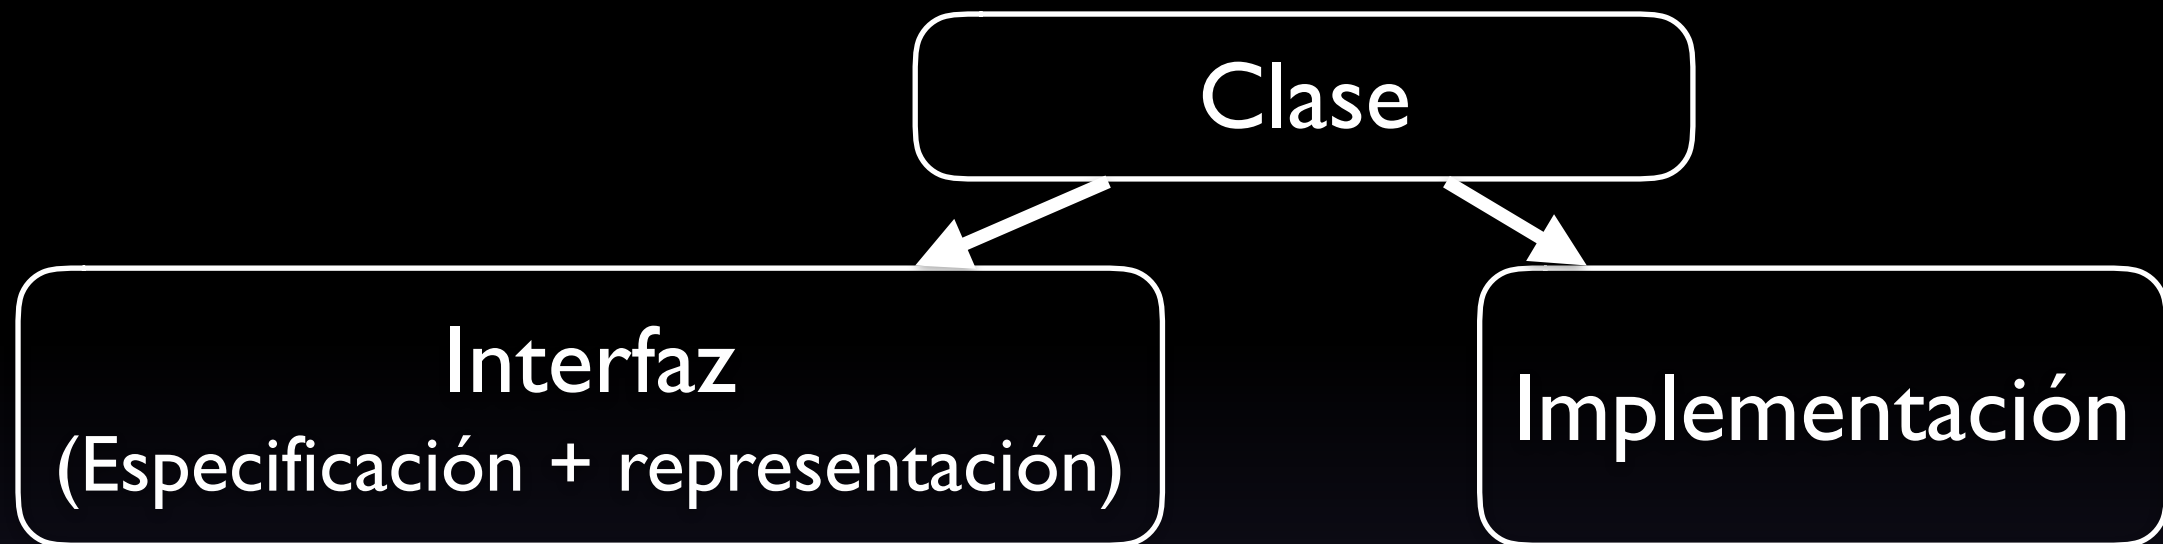 Clase
Interfaz
(Especificación + representación)
Implementación